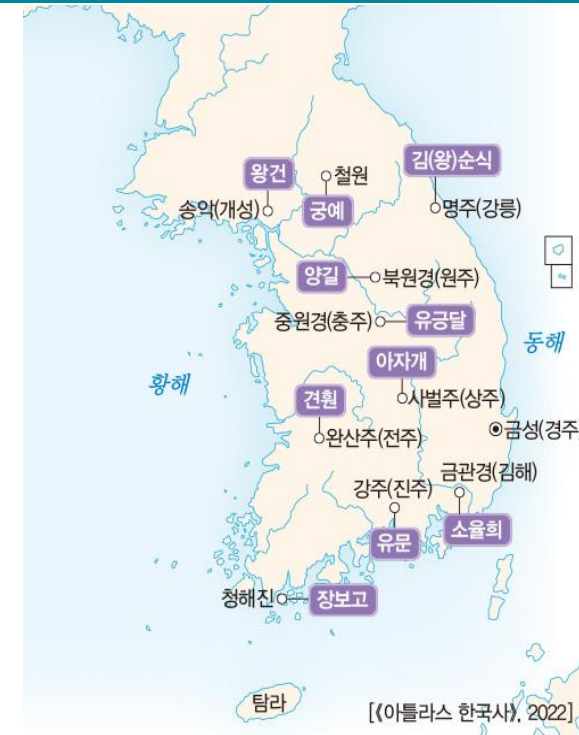 왕건
철원
김(왕)순식
송악(개성)
궁예
명주(강릉)
양길
북원경(원주)
중원경(충주)
유긍달
동해
아자개
황해
견훤
사벌주(상주)
완산주(전주)
금성(경주)
금관경(김해)
강주(진주)
유문
소율희
청해진
장보고
탐라
[《아틀라스 한국사》, 2022]